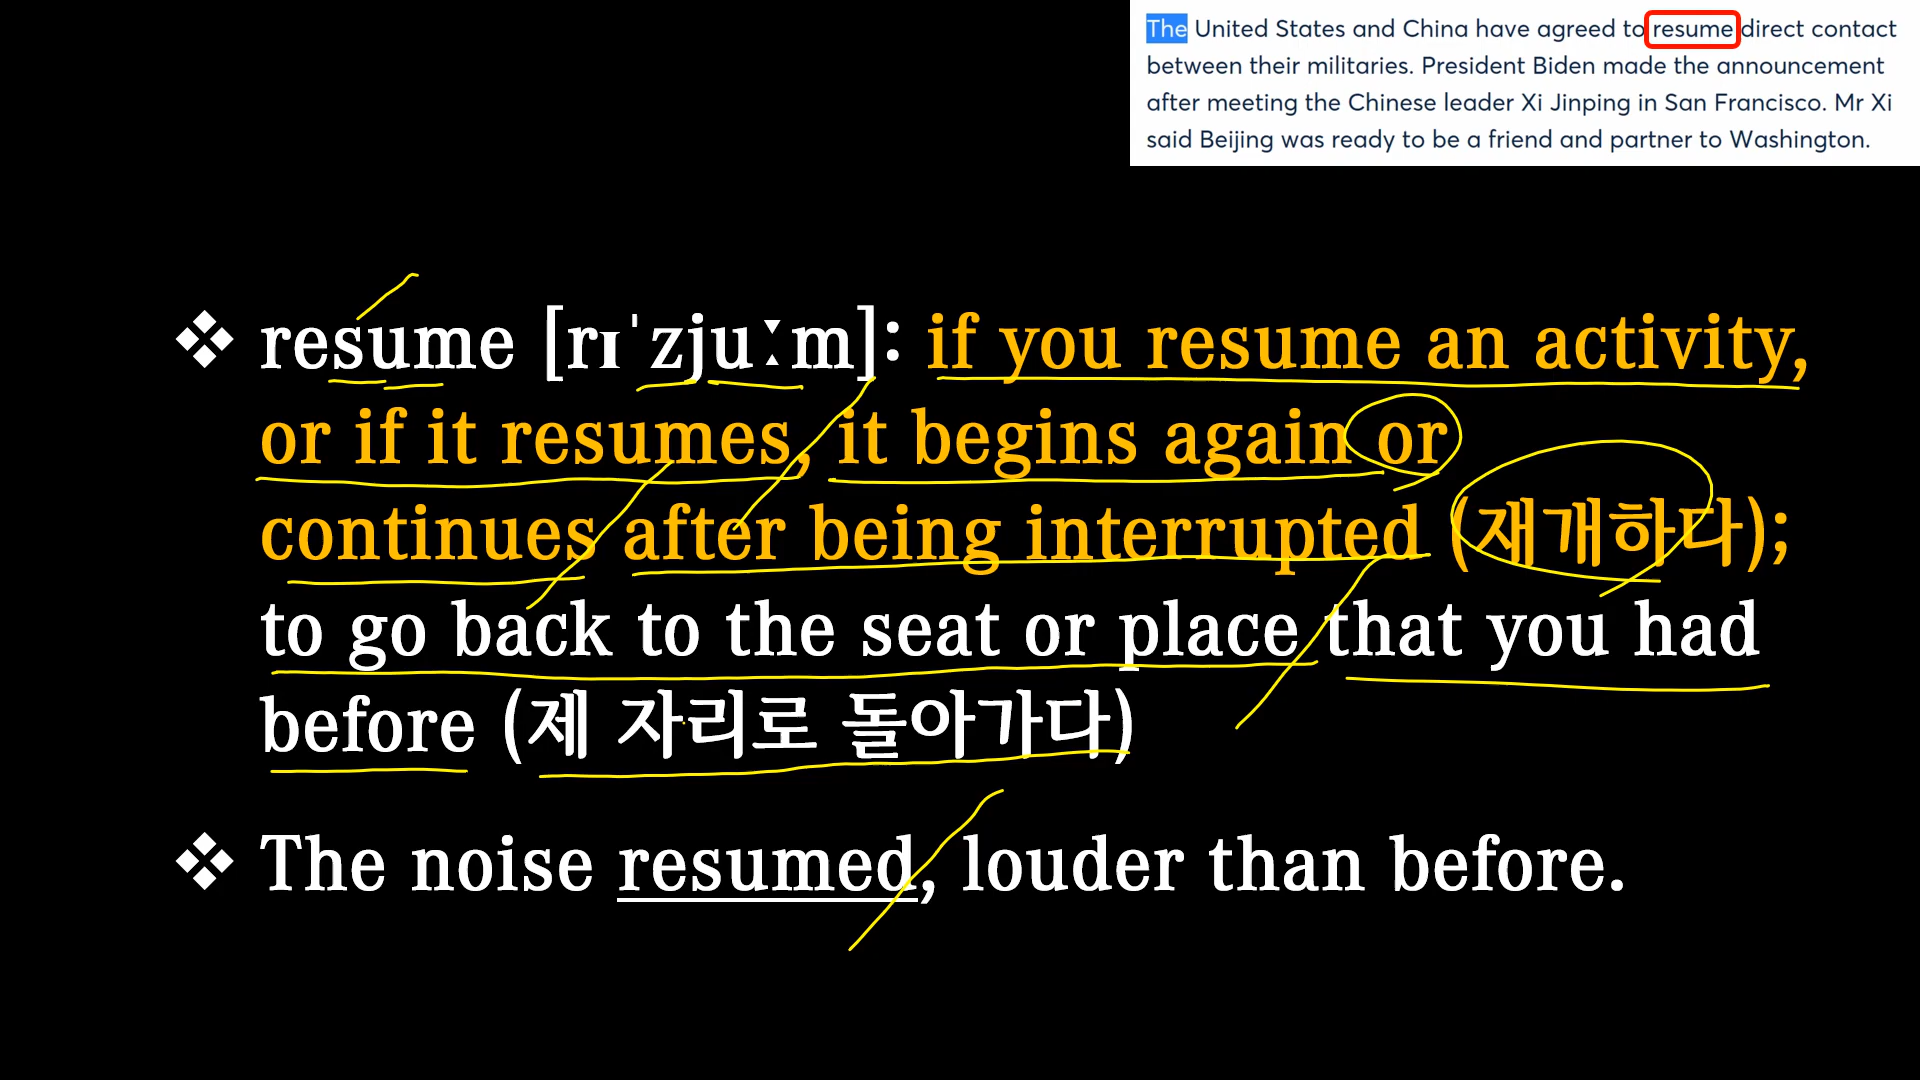 The United States and China have agreed to resume direct contact
between their militaries. President Biden made the announcement
after meeting the Chinese leader Xi Jinping in San Francisco. Mr Xi
said Beijing was ready to be a friend and partner to Washington.
❖ resume [rɪˈzjuːm]: if you resume an activity,
or if it resumes, it begins again or
continues after being interrupted (재개하다);
to go back to the seat or place that you had
before (제 자리로 돌아가다)
❖ The noise resumed, louder than before.